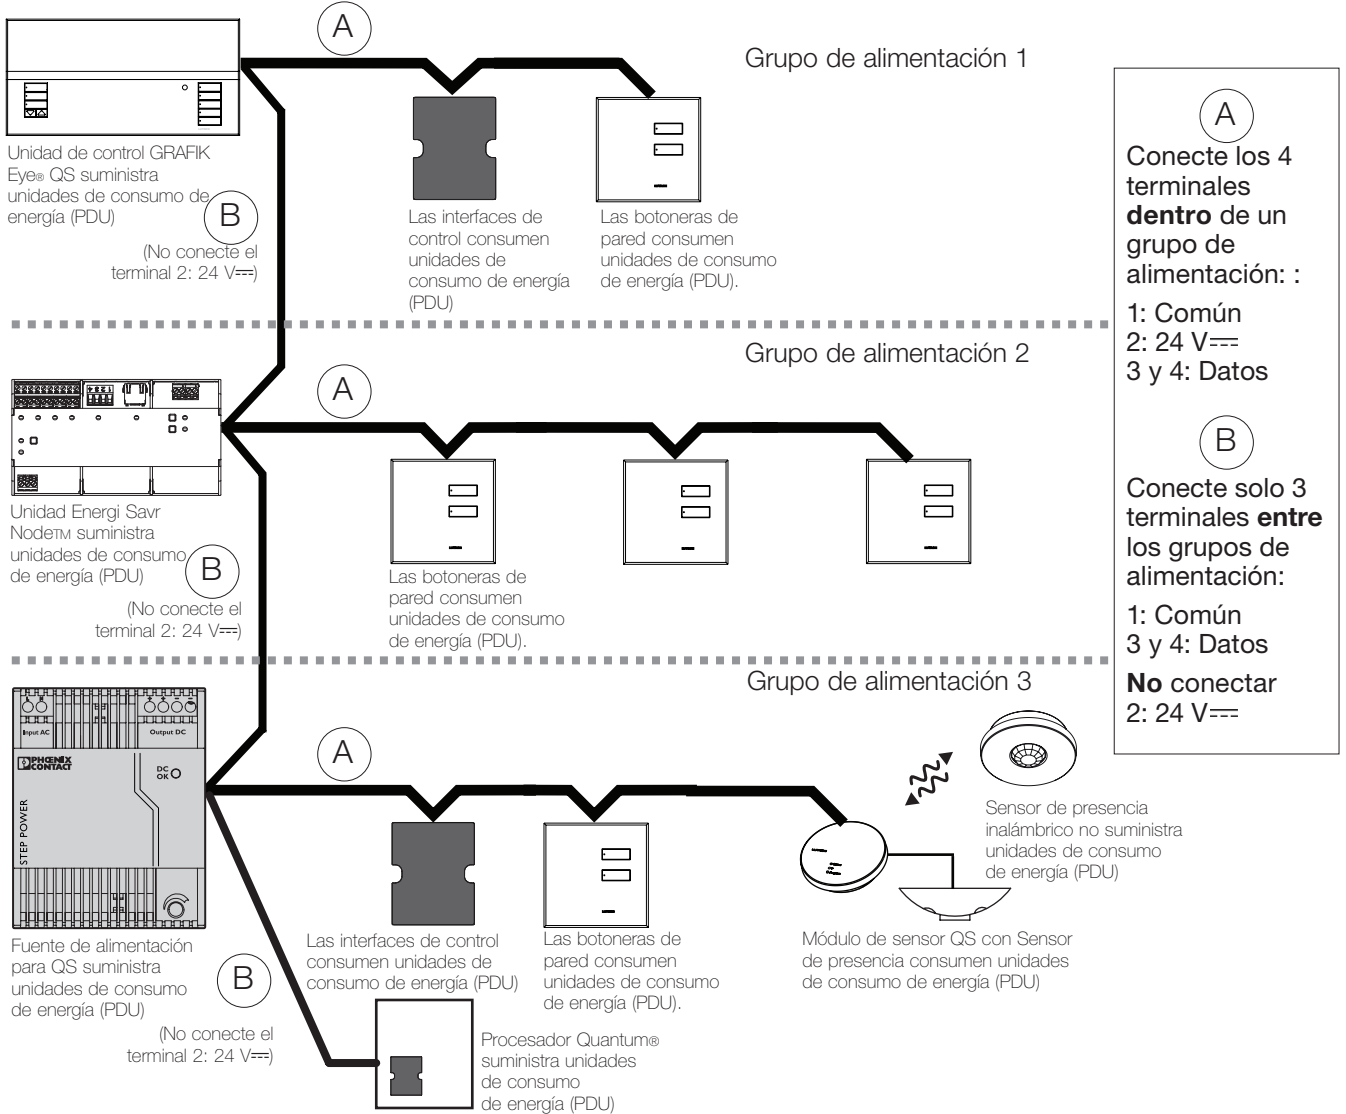 A
Grupo de alimentación 1
Unidad de control GRAFIK
Eye® QS suministra
unidades de consumo de
energía (PDU)
B
(No conecte el
terminal 2: 24 V⎓)
Las interfaces de
control consumen
unidades de
consumo de energía
(PDU)
Las botoneras de
pared consumen
unidades de consumo
de energía (PDU).
Grupo de alimentación 2
A
Unidad Energi Savr
Node™ suministra
unidades de consumo
de energía (PDU)
B
(No conecte el
terminal 2: 24 V⎓)
Las botoneras de
pared consumen
unidades de consumo
de energía (PDU).
Grupo de alimentación 3
A
Input AC
Output DC
PHŒNIX
CONTACT
DC
OK
STEP POWER
Fuente de alimentación
para QS suministra
unidades de consumo
de energía (PDU)
B
(No conecte el
terminal 2: 24 V⎓)
Las interfaces de control
consumen unidades de
consumo de energía (PDU)
Las botoneras de
pared consumen
unidades de consumo
de energía (PDU).
Sensor de presencia
inalámbrico no suministra
unidades de consumo
de energía (PDU)
Módulo de sensor QS con Sensor
de presencia consumen unidades
de consumo de energía (PDU)
Procesador Quantum®
suministra unidades
de consumo
de energía (PDU)
A
Conecte los 4
terminales
dentro de un
grupo de
alimentación: :
1: Común
2: 24 V⎓
3 y 4: Datos
B
Conecte solo 3
terminales entre
los grupos de
alimentación:
1: Común
3 y 4: Datos
No conectar
2: 24 V⎓